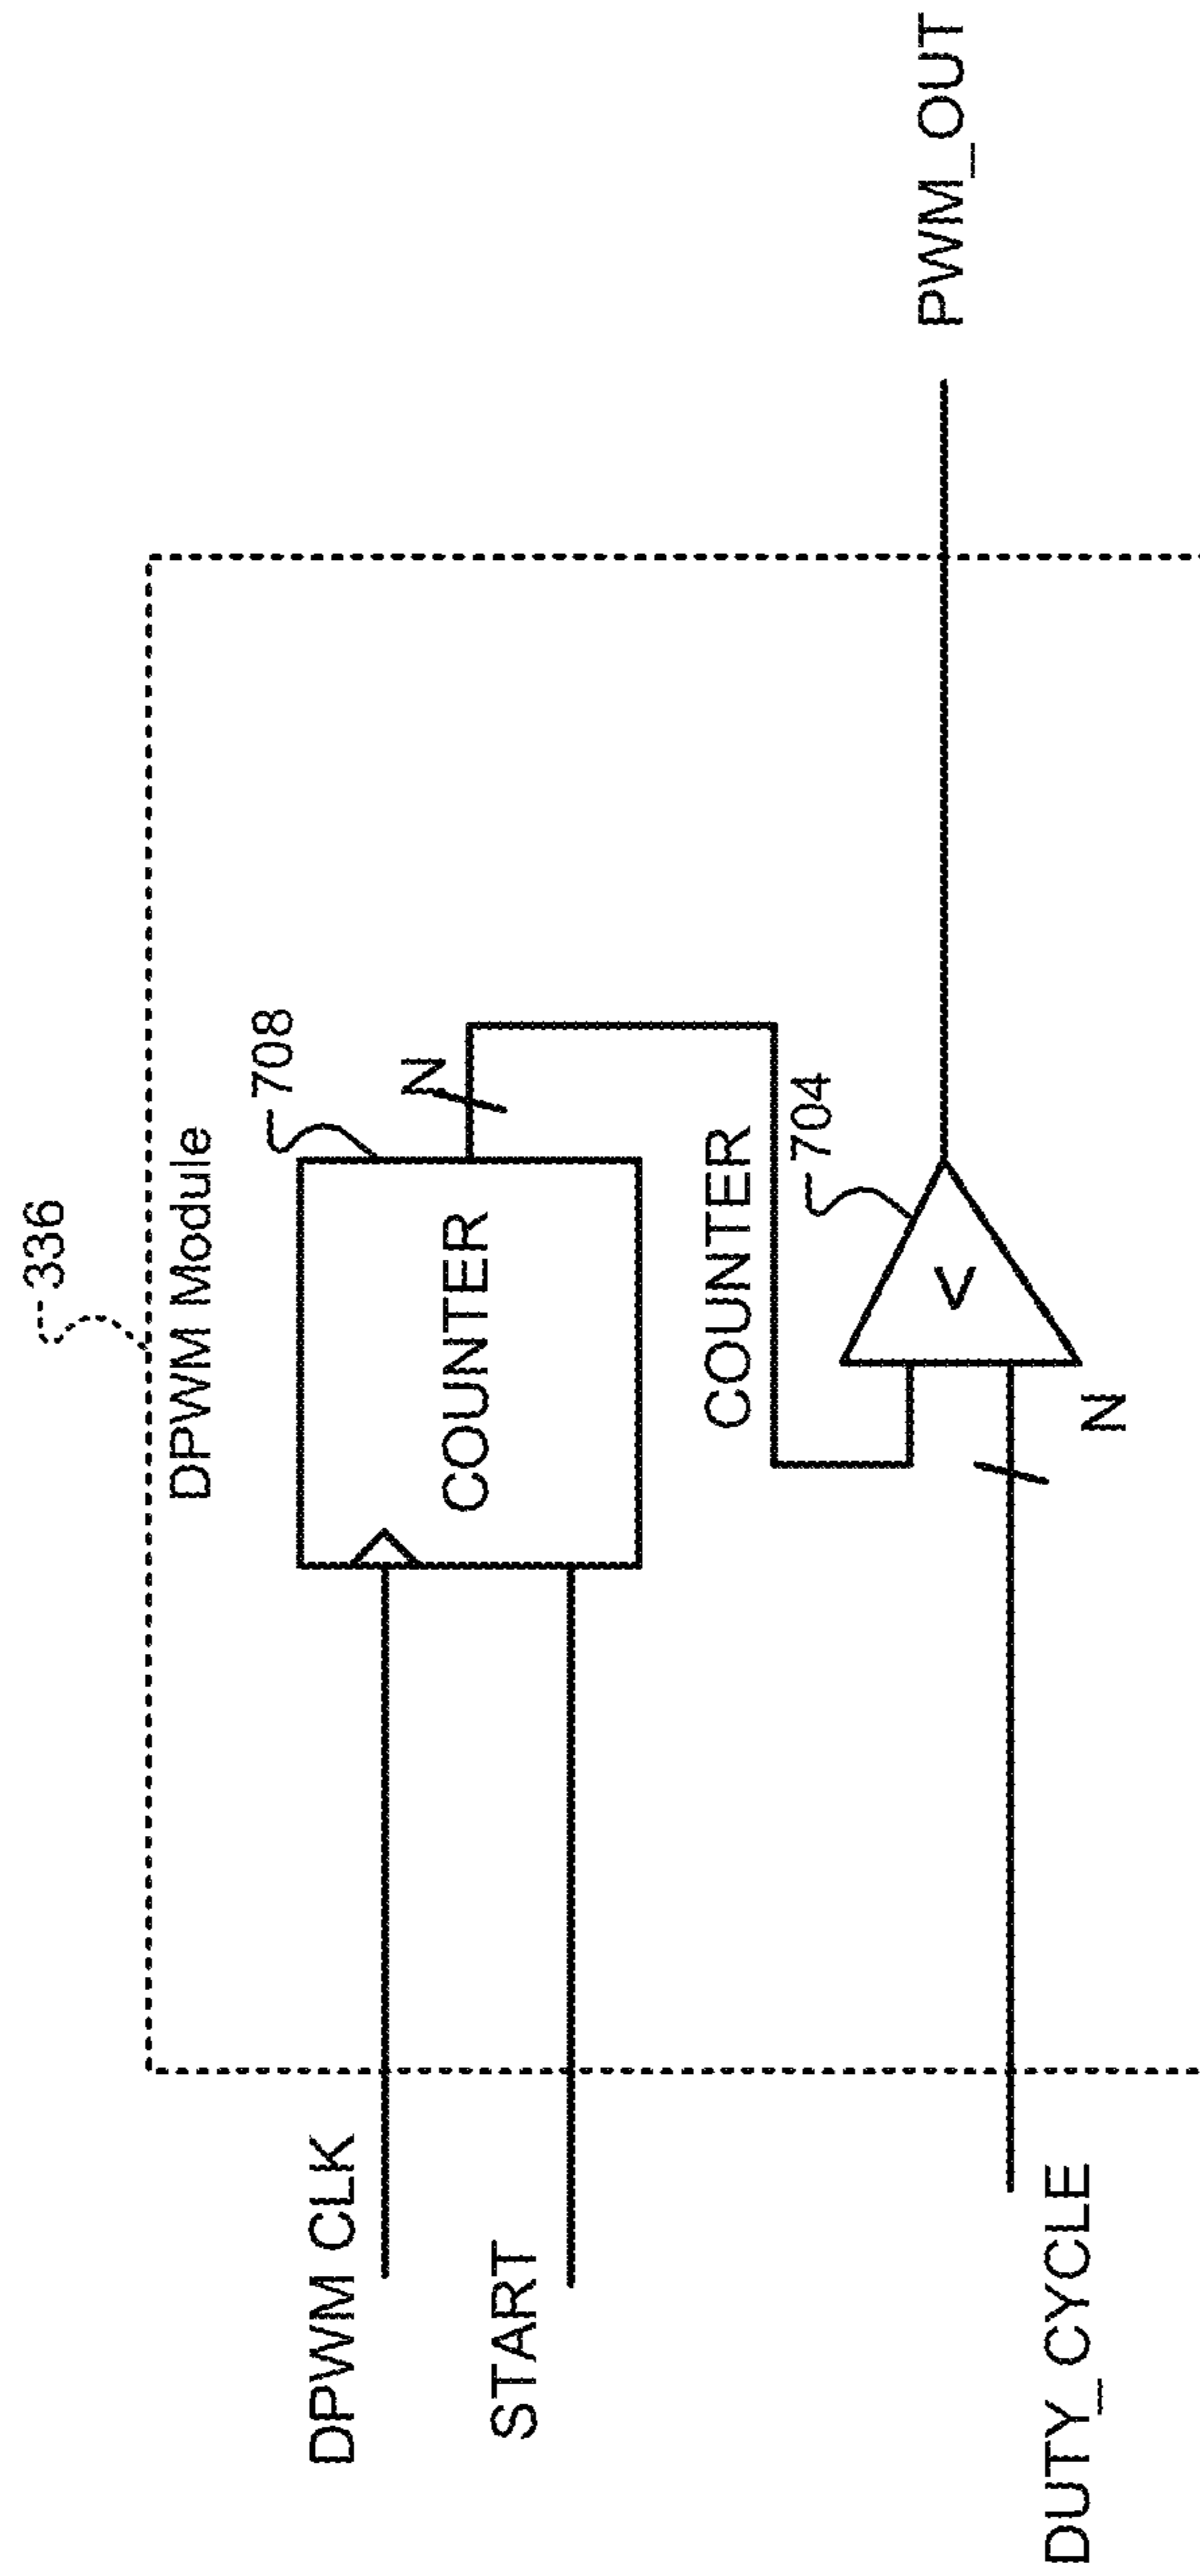 336
DPWM Module
708
DPWM CLK
N
COUNTER
START
COUNTER
704
<
PWM_OUT
DUTY_CYCLE
N